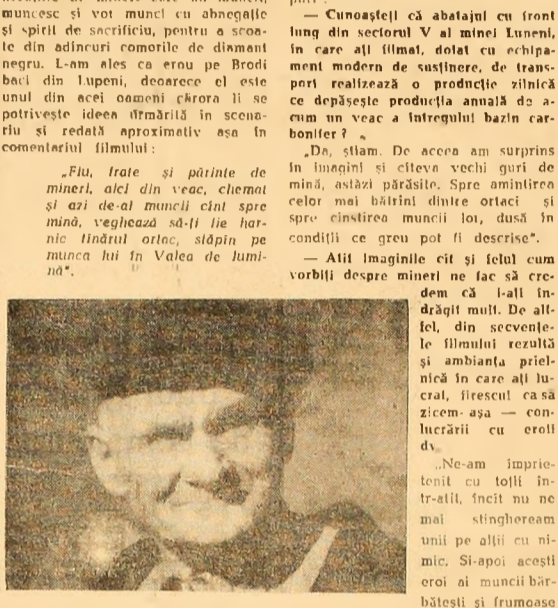 muncesc și vor munci cu abnegație
și spirit de sacrificiu, pentru a scoa-
te din adîncuri comorile de diamant
negru. L-am ales ca erou pe Brodi
baci din Lupeni, deoarece el este
unul din acei oameni cărora li se
potrivește ideea urmărită în scena-
riu și redată aproximativ așa în
comentariul filmului :
„Fiu, frate și părinte de
mineri, aici din veac, chemat
și azi de-al muncii cînt spre
mină, veghează să-ți fie har-
nic tînărul ortac, stăpîn pe
munca lui în Valea de lumi-
nă".
— Cunoașteți că abatajul cu front
lung din sectorul V al minei Luneni,
în care ați filmat, dotat cu echipa-
ment modern de susținere, de trans-
port realizează o producție zilnică
ce depășește producția anuală de a-
cum un veac a întregului bazin car-
bonifer ?
„Da, știam. De aceea am surprins
în imagini și cîteva vechi guri de
mină, astăzi părăsite. Spre amintirea
celor mai bătrîni dintre ortaci și
spre cinstirea muncii lor, dusă în
condiții ce greu pot fi descrise".
— Atît imaginile cît și felul cum
vorbiți despre mineri ne fac să cre-
dem că i-ați în-
drăgit mult. De alt-
fel, din secvențe-
le filmului rezultă
și ambianța priel-
nică în care ați lu-
crat, firescul ca să
zicem așa — con-
lucrării cu eroii
dv.
„Ne-am împrie-
tenit cu toții în-
tr-atît, încît nu ne
mai stingheream
unii pe alții cu ni-
mic. Și-apoi acești
eroi ai muncii băr-
bătești și frumoase